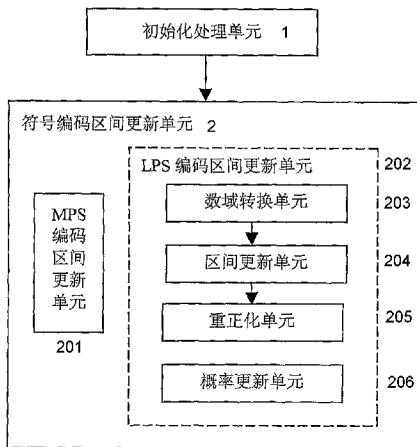 初始化处理单元 1
符号编码区间更新单元 2
LPS 编码区间更新单元 202
数域转换单元 203
MPS
编码
区间
更新
单元
201
区间更新单元 204
重正化单元 205
概率更新单元 206